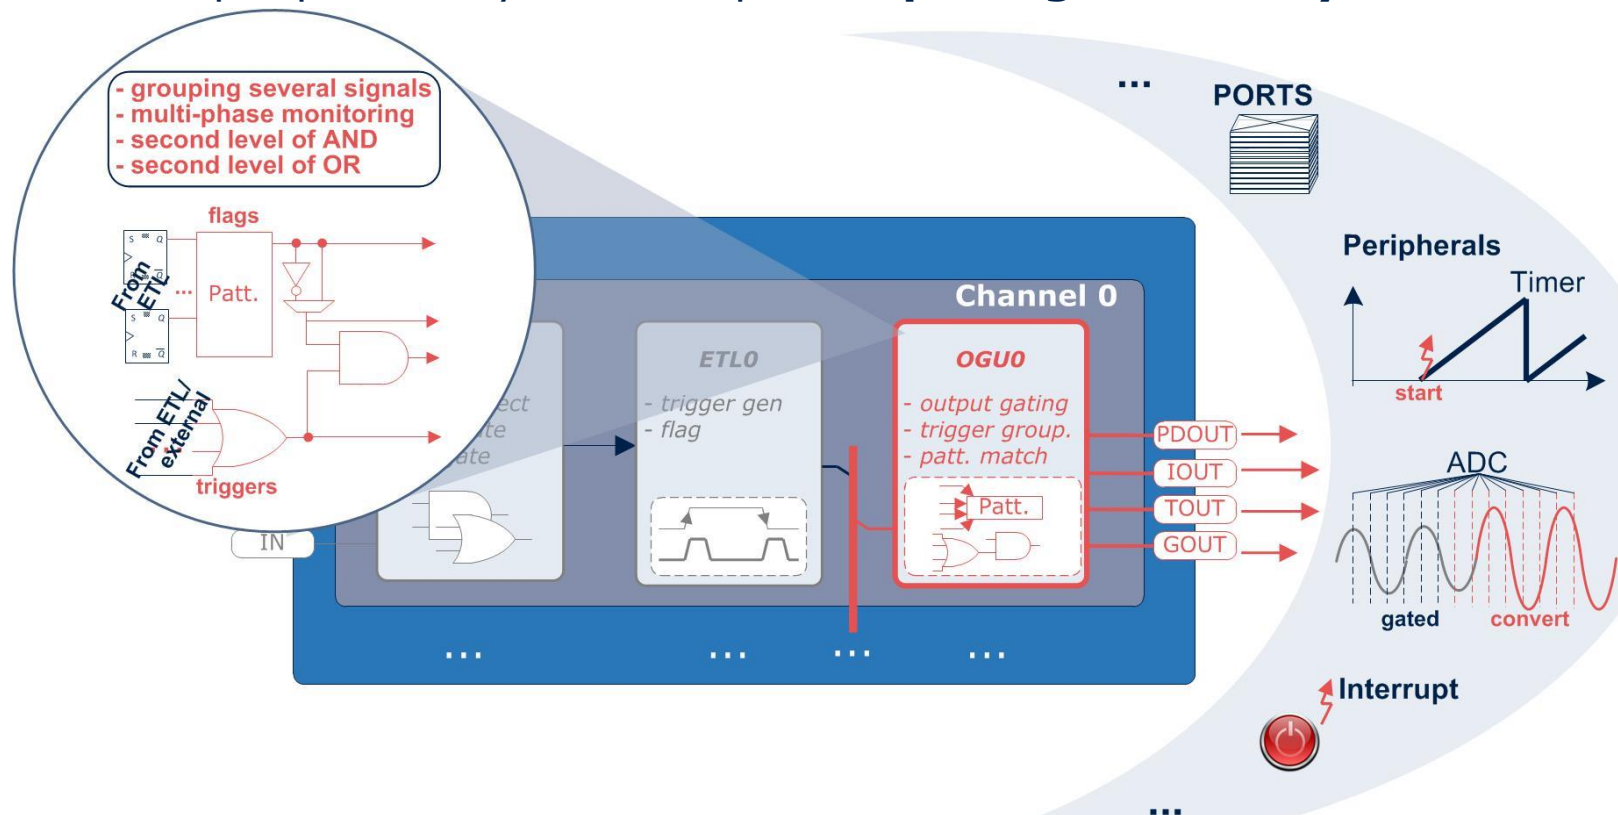 - grouping several signals
- multi-phase monitoring
- second level of AND
- second level of OR
flags
S Q
R Q
From ETL
...
Patt.
S Q
R Q
From ETL/
external
triggers
IN
Channel 0
ETL0
- trigger gen
- flag
OGU0
- output gating
- trigger group.
- patt. match
Patt.
PDOUT
IOUT
TOUT
GOUT
...
...
...
...
...
PORTS
Peripherals
Timer
start
ADC
gated
convert
Interrupt
...